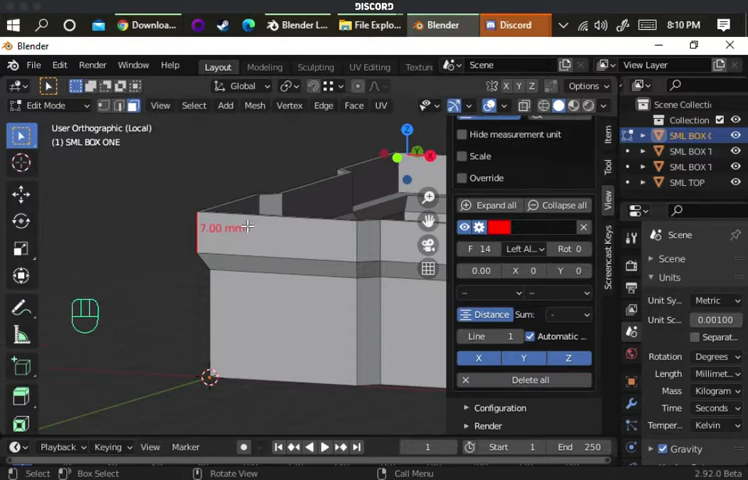 DISCORD
Downloa...
Blender L...
File Explo...
Blender
Discord
8:10 PM
Blender
File Edit Render Window Help Layout Modeling Sculpting UV Editing Textur Scene View Layer
Global X Y Z Options
Edit Mode View Select Add Mesh Vertex Edge Face UV
User Orthographic (Local)
(1) SML BOX ONE
Z
Y
X
7.00 mm
Hide measurement unit
Scale
Override
Expand all Collapse all
F 14 Left Al... Rot 0
0.00 X 0 Y 0
-- --
Distance Sum: -
Line 1 Automatic ...
X Y Z
Delete all
Configuration
Render
Item
Tool
View
Screencast Keys
Scene Collectio
Collection
SML BOX
SML BOX T
SML BOX T
SML TOP
Scene
Scene
Units
Unit Sy... Metric
Unit Sc... 0.00100
Separat...
Rotation Degrees
Length Millimet...
Mass Kilogram
Time Seconds
Temper... Kelvin
Gravity
Playback Keying View Marker 1 Start 1 End 250
Select Box Select Rotate View Call Menu 2.92.0 Beta